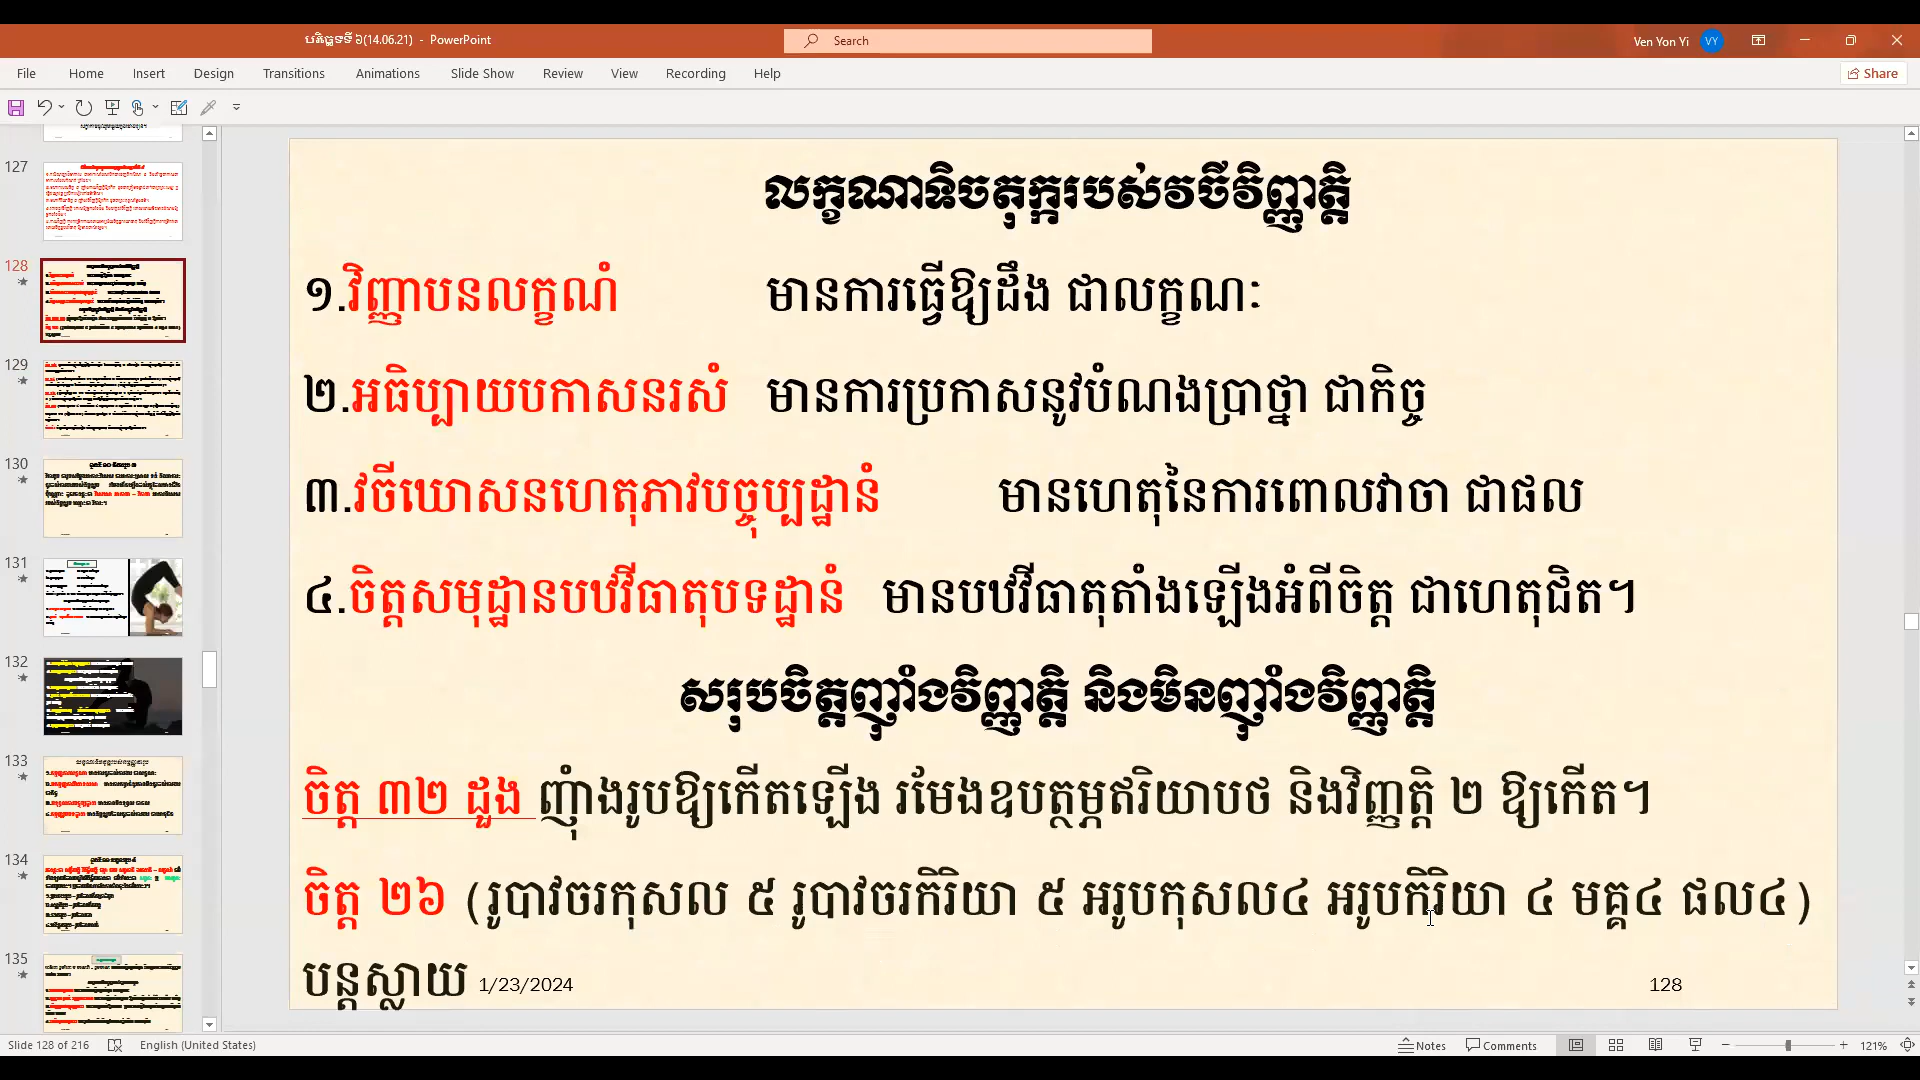 បរិច្ឆេទទី ៦(14.06.21) - PowerPoint
Search
Ven Yon Yi
VY
File Home Insert Design Transitions Animations Slide Show Review View Recording Help
Share
127
128
129
130
131
132
133
134
135
លក្ខណាទិចតុក្ករបស់វចីវិញ្ញត្តិ
១.វិញ្ញាបនលក្ខណំ មានការធ្វើឱ្យដឹង ជាលក្ខណៈ
២.អធិប្បាយបកាសនរសំ មានការប្រកាសនូវបំណងប្រាថ្នា ជាកិច្ច
៣.វចីឃោសនហេតុភាវបច្ចុប្បដ្ឋានំ មានហេតុនៃការពោលវាចា ជាផល
៤.ចិត្តសមុដ្ឋានបឋវីធាតុបទដ្ឋានំ មានបឋវីធាតុតាំងឡើងអំពីចិត្ត ជាហេតុជិត។
សរុបចិត្តញ៉ាំងវិញ្ញត្តិ និងមិនញ៉ាំងវិញ្ញត្តិ
ចិត្ត ៣២ ដួង ញ៉ាំងរូបឱ្យកើតឡើង រមែងឧបត្ថម្ភឥរិយាបថ និងវិញ្ញត្តិ ២ ឱ្យកើត។
ចិត្ត ២៦ (រូបាវចរកុសល ៥ រូបាវចរកិរិយា ៥ អរូបកុសល៤ អរូបកិរិយា ៤ មគ្គ៤ ផល៤)
បន្តស្លាយ 1/23/2024 128
Slide 128 of 216 English (United States) Notes Comments 121%